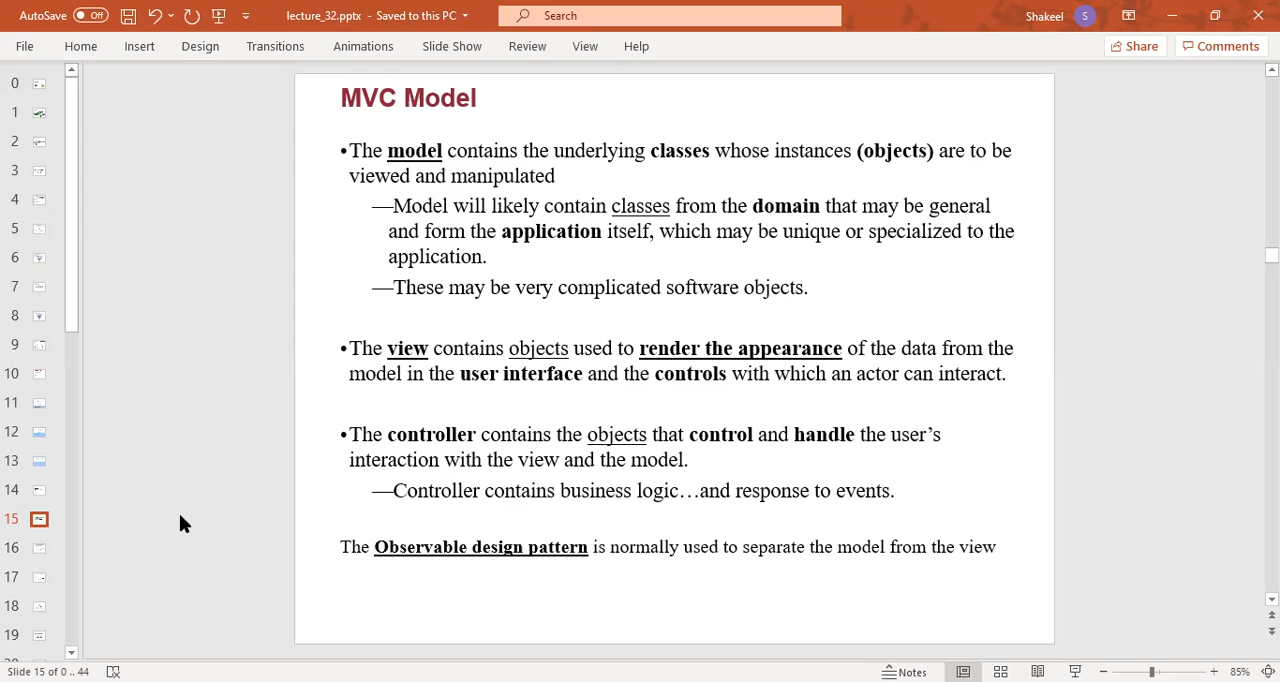 AutoSave Off lecture_32.pptx - Saved to this PC Search Shakeel S
File Home Insert Design Transitions Animations Slide Show Review View Help Share Comments
0
1
2
3
4
5
6
7
8
9
10
11
12
13
14
15
16
17
18
19
MVC Model
•The model contains the underlying classes whose instances (objects) are to be
viewed and manipulated
—Model will likely contain classes from the domain that may be general
and form the application itself, which may be unique or specialized to the
application.
—These may be very complicated software objects.
•The view contains objects used to render the appearance of the data from the
model in the user interface and the controls with which an actor can interact.
•The controller contains the objects that control and handle the user’s
interaction with the view and the model.
—Controller contains business logic…and response to events.
The Observable design pattern is normally used to separate the model from the view
Slide 15 of 0 .. 44 Notes 85%